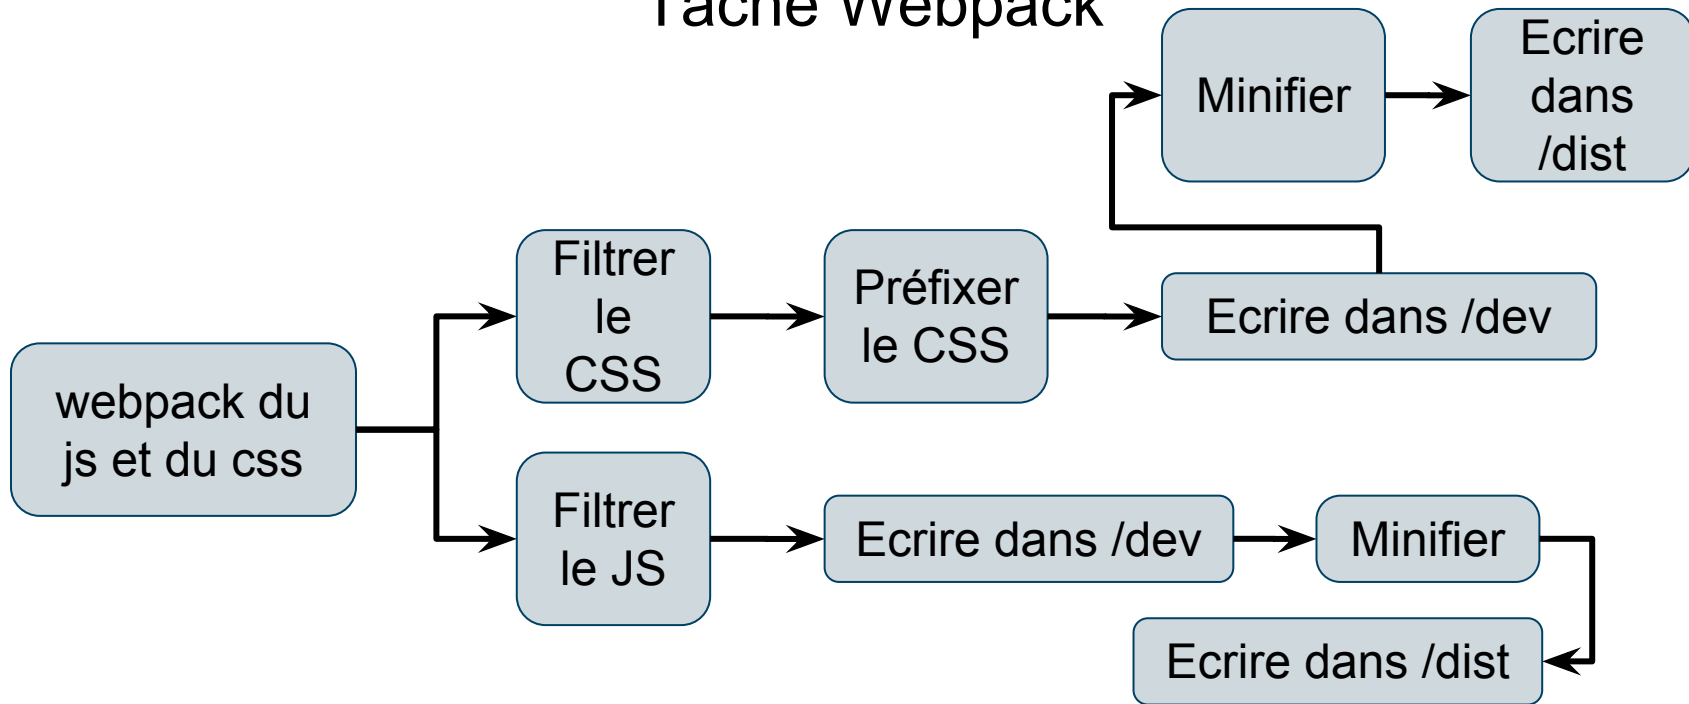 Tache Webpack
Minifier
Ecrire
dans
/dist
Filtrer
le
CSS
Préfixer
le CSS
Ecrire dans /dev
webpack du
js et du css
Filtrer
le JS
Ecrire dans /dev
Minifier
Ecrire dans /dist